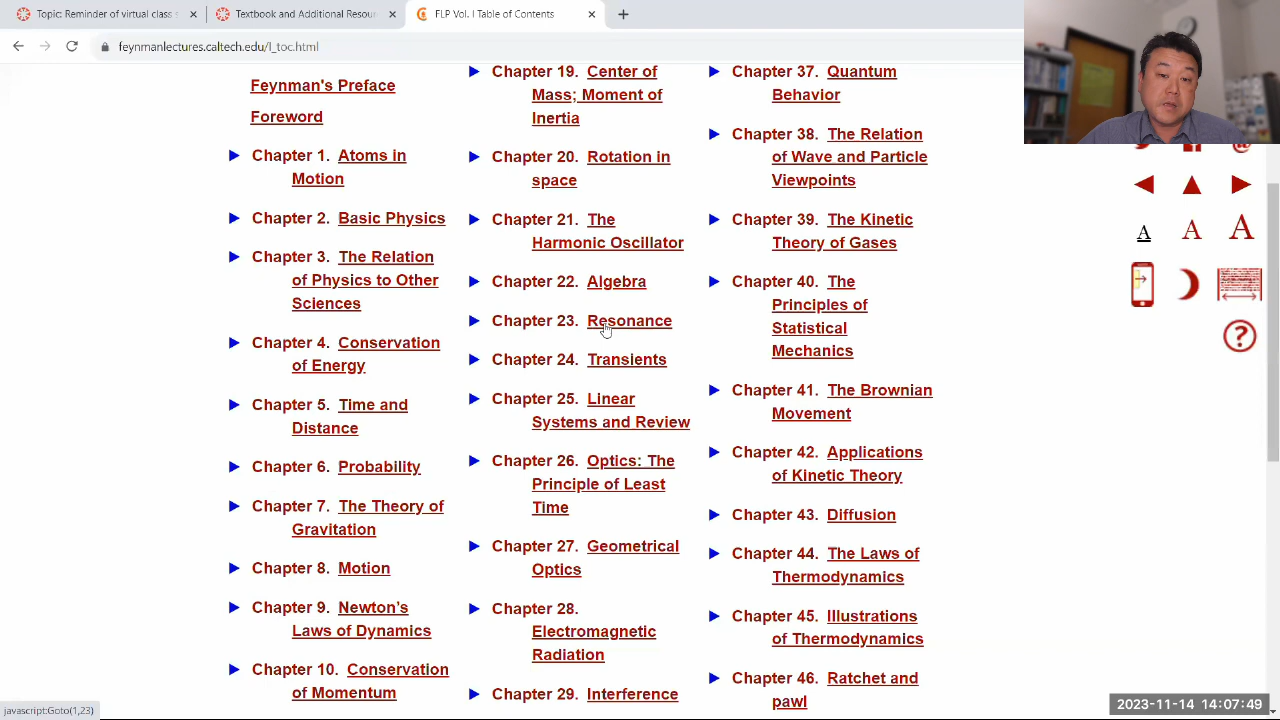 Topic: Reminder of virtual class
Textbook and Additional Resou
FLP Vol. I Table of Contents
feynmanlectures.caltech.edu/I_toc.html
Feynman's Preface
Foreword
Chapter 1. Atoms in
Motion
Chapter 2. Basic Physics
Chapter 3. The Relation
of Physics to Other
Sciences
Chapter 4. Conservation
of Energy
Chapter 5. Time and
Distance
Chapter 6. Probability
Chapter 7. The Theory of
Gravitation
Chapter 8. Motion
Chapter 9. Newton’s
Laws of Dynamics
Chapter 10. Conservation
of Momentum
Chapter 19. Center of
Mass; Moment of
Inertia
Chapter 20. Rotation in
space
Chapter 21. The
Harmonic Oscillator
Chapter 22. Algebra
Chapter 23. Resonance
Chapter 24. Transients
Chapter 25. Linear
Systems and Review
Chapter 26. Optics: The
Principle of Least
Time
Chapter 27. Geometrical
Optics
Chapter 28.
Electromagnetic
Radiation
Chapter 29. Interference
Chapter 37. Quantum
Behavior
Chapter 38. The Relation
of Wave and Particle
Viewpoints
Chapter 39. The Kinetic
Theory of Gases
Chapter 40. The
Principles of
Statistical
Mechanics
Chapter 41. The Brownian
Movement
Chapter 42. Applications
of Kinetic Theory
Chapter 43. Diffusion
Chapter 44. The Laws of
Thermodynamics
Chapter 45. Illustrations
of Thermodynamics
Chapter 46. Ratchet and
pawl
A A A
?
javascript:Goto(1,23)
2023-11-14 14:07:49